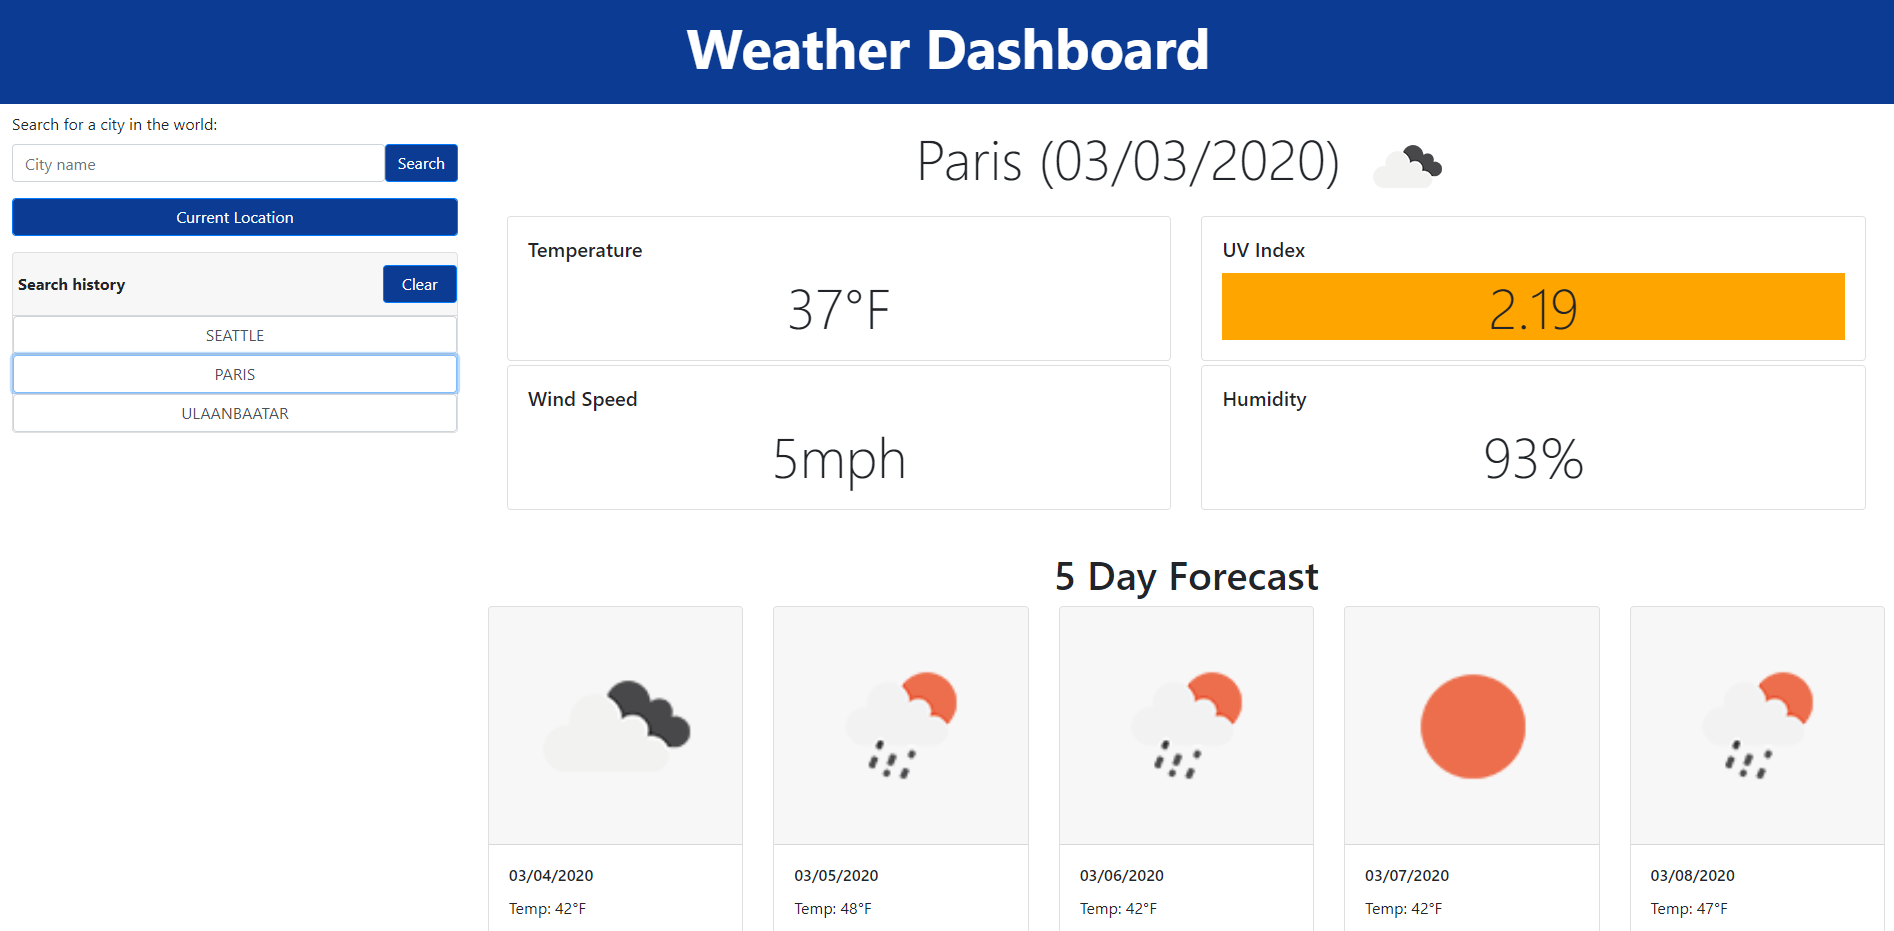 Weather Dashboard
Search for a city in the world:
City name
Search
Current Location
Search history
Clear
SEATTLE
PARIS
ULAANBAATAR
Paris (03/03/2020)
Temperature
37°F
UV Index
2.19
Wind Speed
5mph
Humidity
93%
5 Day Forecast
03/04/2020
Temp: 42°F
03/05/2020
Temp: 48°F
03/06/2020
Temp: 42°F
03/07/2020
Temp: 42°F
03/08/2020
Temp: 47°F